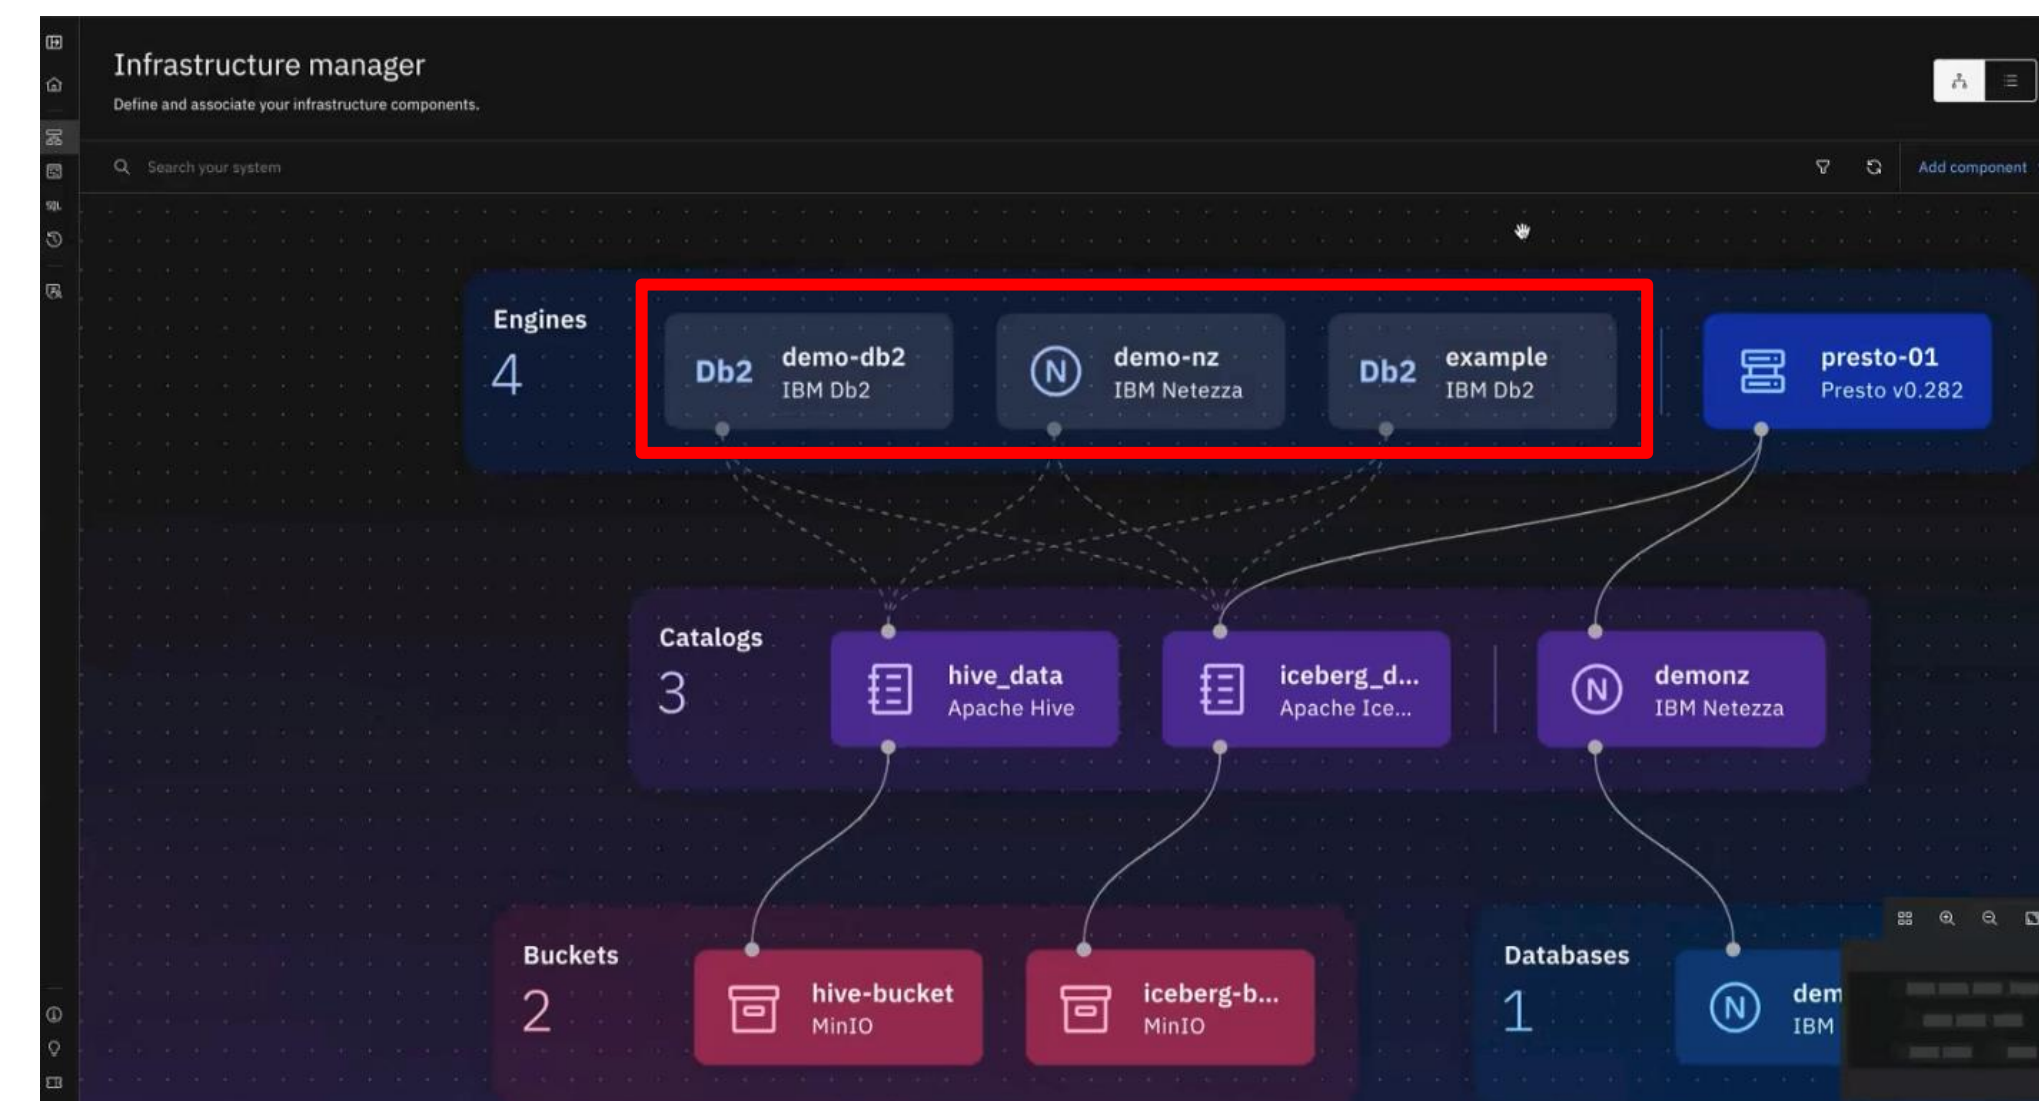 Infrastructure manager
Define and associate your infrastructure components.
Search your system
Add component
SQL
Engines
4
Db2
demo-db2
IBM Db2
N
demo-nz
IBM Netezza
Db2
example
IBM Db2
presto-01
Presto v0.282
Catalogs
3
hive_data
Apache Hive
iceberg_d...
Apache Ice...
N
demonz
IBM Netezza
Buckets
2
hive-bucket
MinIO
iceberg-b...
MinIO
Databases
1
N
dem
IBM